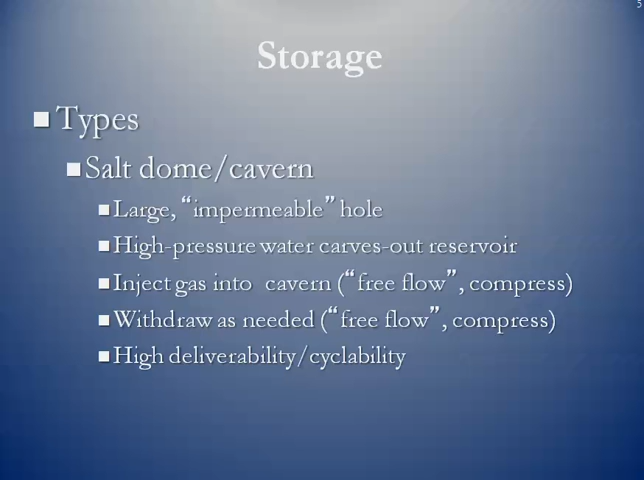 5
Storage
Types
Salt dome/cavern
Large, “impermeable” hole
High-pressure water carves-out reservoir
Inject gas into cavern (“free flow”, compress)
Withdraw as needed (“free flow”, compress)
High deliverability/cyclability